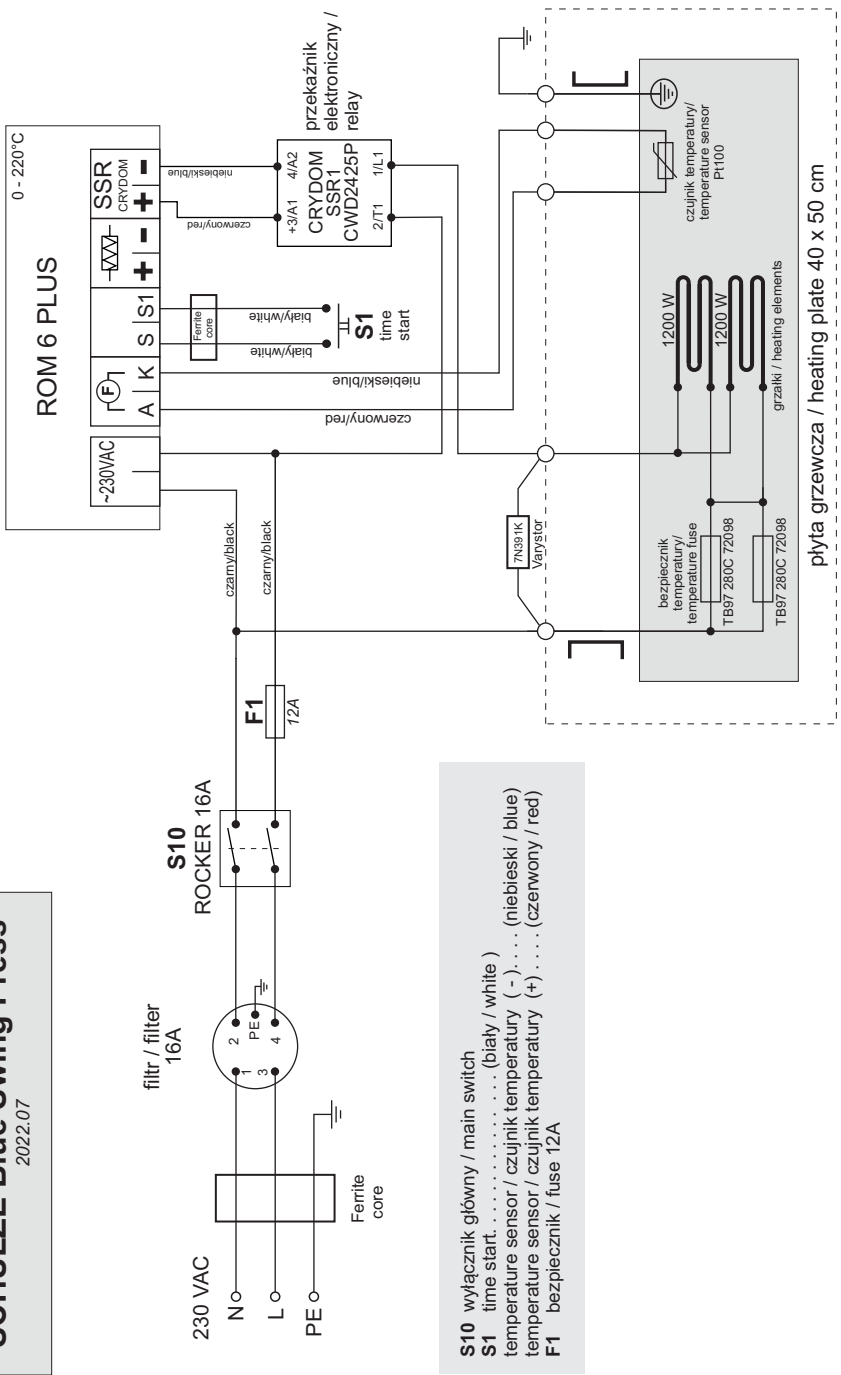 SCHULZE Blue Swing Press
2022.07
230 VAC
N
L
PE
Ferrite
core
filtr / filter
16A
1
2
3
4
PE
S10
ROCKER 16A
F1
12A
czarny/black
czarny/black
ROM 6 PLUS
0 - 220°C
~230VAC
F
A
K
S
S1
+
-
SSR
CRYDOM
+
-
czerwony/red
niebieski/blue
Ferrite
core
biały/white
biały/white
S1
time
start
czerwony/red
niebieski/blue
+3/A1
4/A2
CRYDOM
SSR1
CWD2425P
2/T1
1/L1
przekaźnik
elektroniczny /
relay
7N391K
Varystor
bezpiecznik
temperatury/
temperature fuse
TB97 280C 72098
TB97 280C 72098
1200 W
1200 W
grzałki / heating elements
czujnik temperatury/
temperature sensor
Pt100
płyta grzewcza / heating plate 40 x 50 cm
S10 wyłącznik główny / main switch
S1 time start. . . . . . . . . . . . . . . (biały / white )
temperature sensor / czujnik temperatury ( - ). . . . (niebieski / blue)
temperature sensor / czujnik temperatury (+) . . . . (czerwony / red)
F1 bezpiecznik / fuse 12A